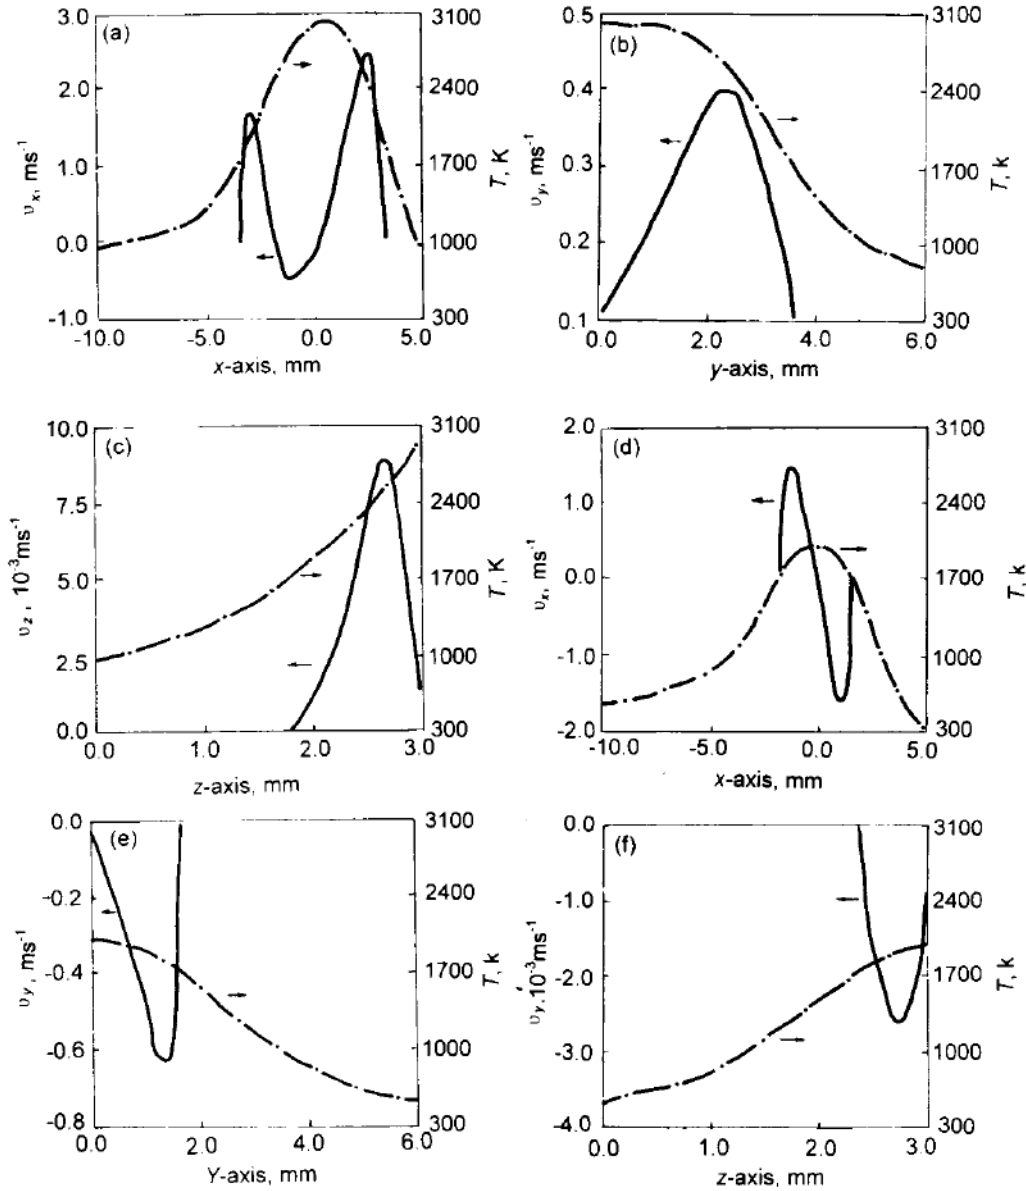 (a)
3.0
2.0
1.0
0.0
-1.0
υx, ms-1
-10.0 -5.0 0.0 5.0
x-axis, mm
3100
2400
1700
1000
300
T, K
(b)
0.5
0.4
0.3
0.2
0.1
υy, ms-1
0.0 2.0 4.0 6.0
y-axis, mm
3100
2400
1700
1000
300
T, k
(c)
10.0
7.5
5.0
2.5
0.0
υz, 10-3ms-1
0.0 1.0 2.0 3.0
z-axis, mm
3100
2400
1700
1000
300
T, K
(d)
2.0
1.0
0.0
-1.0
-2.0
υx, ms-1
-10.0 -5.0 0.0 5.0
x-axis, mm
3100
2400
1700
1000
300
T, k
(e)
0.0
-0.2
-0.4
-0.6
-0.8
υy, ms-1
0.0 2.0 4.0 6.0
Y-axis, mm
3100
2400
1700
1000
300
T, k
(f)
0.0
-1.0
-2.0
-3.0
-4.0
υy, 10-3ms-1
0.0 1.0 2.0 3.0
z-axis, mm
3100
2400
1700
1000
300
T, k